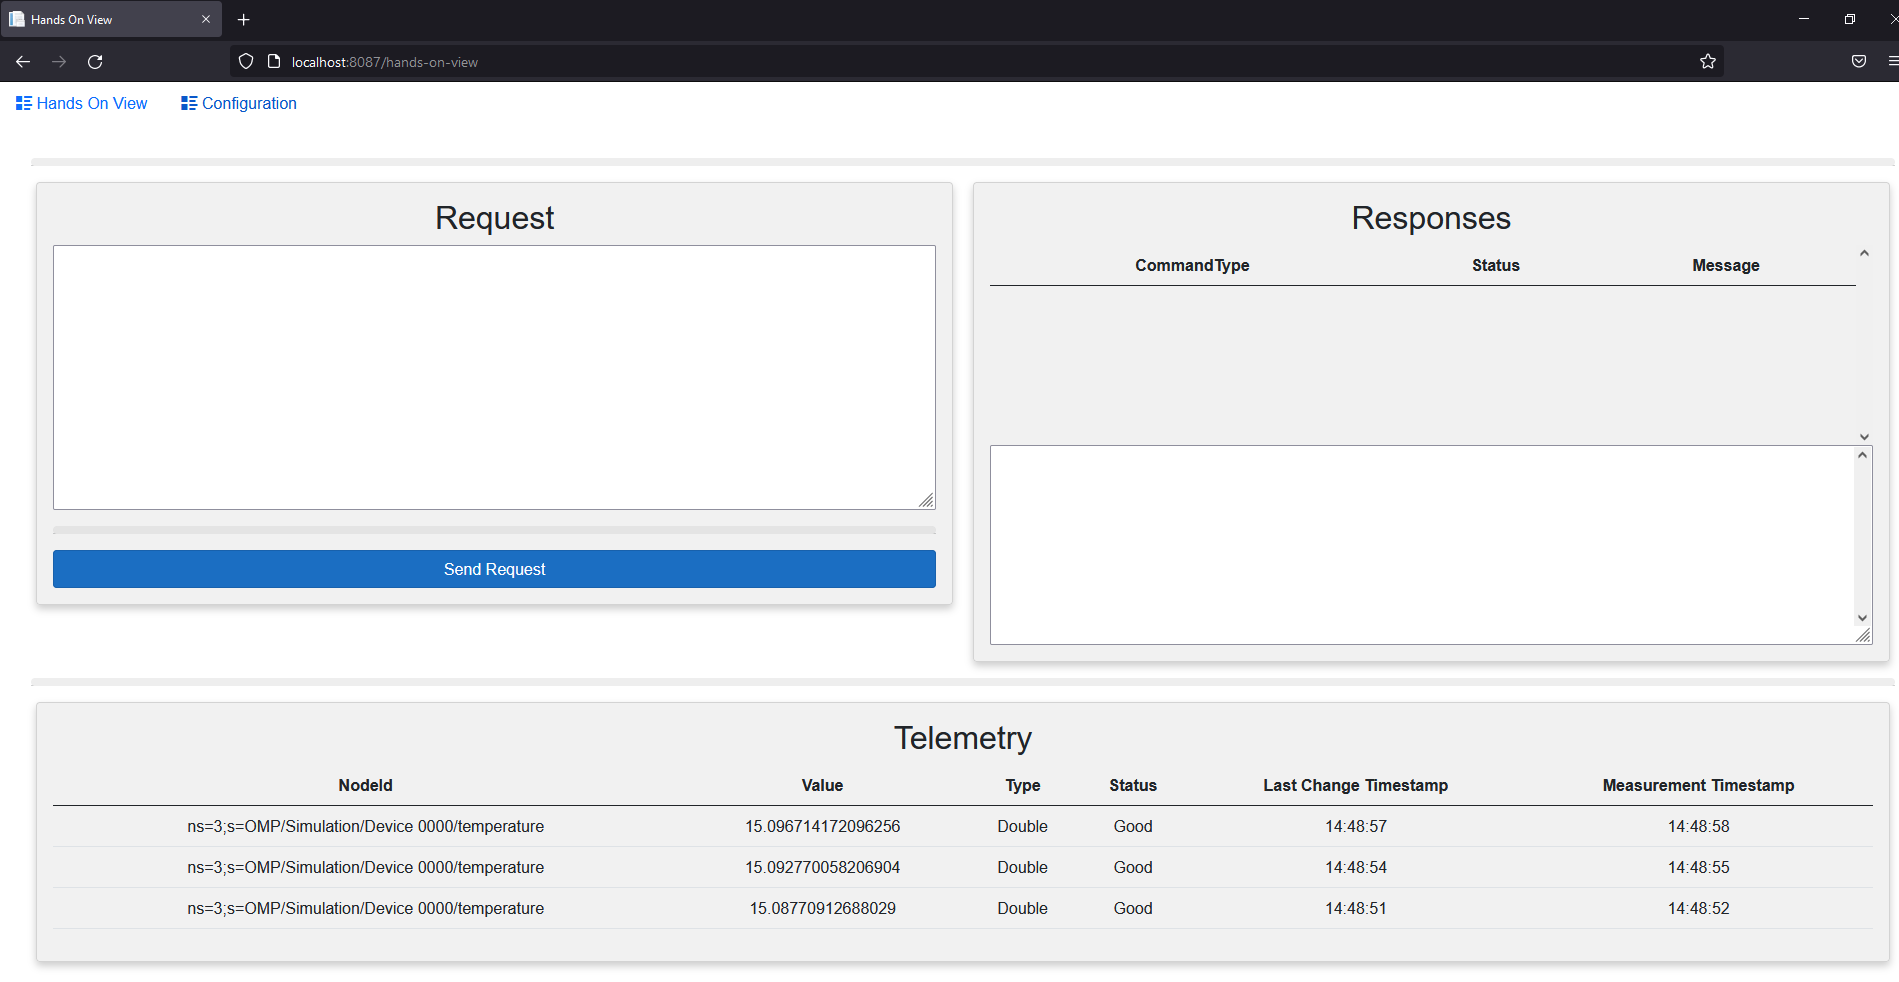 Hands On View
localhost:8087/hands-on-view
Hands On View Configuration
Request
Send Request
Responses
CommandType Status Message
Telemetry
NodeId Value Type Status Last Change Timestamp Measurement Timestamp
ns=3;s=OMP/Simulation/Device 0000/temperature 15.096714172096256 Double Good 14:48:57 14:48:58
ns=3;s=OMP/Simulation/Device 0000/temperature 15.092770058206904 Double Good 14:48:54 14:48:55
ns=3;s=OMP/Simulation/Device 0000/temperature 15.08770912688029 Double Good 14:48:51 14:48:52